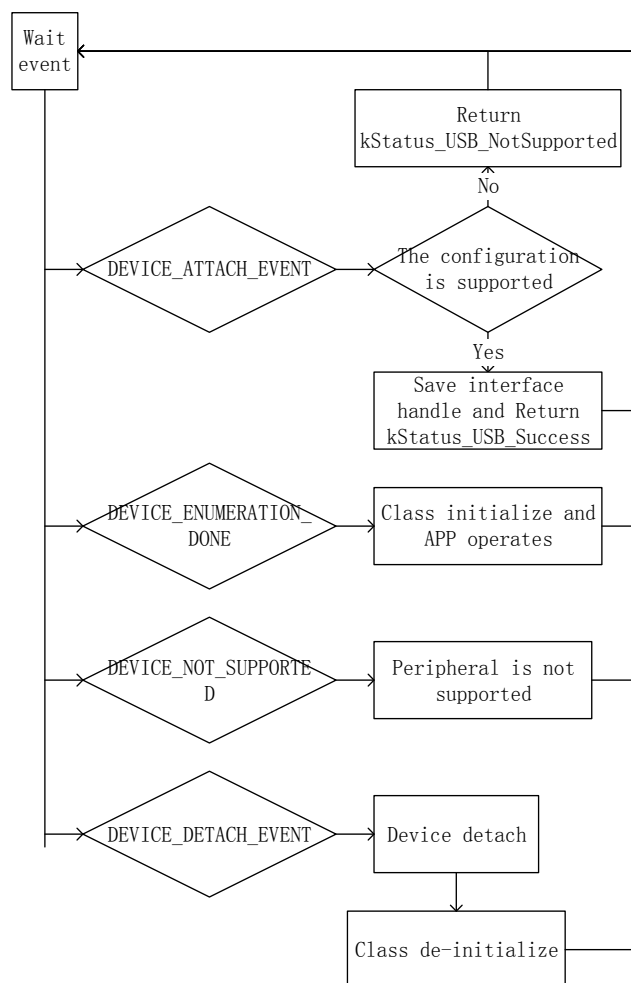 Wait
event
Return
kStatus_USB_NotSupported
No
DEVICE_ATTACH_EVENT
The configuration
is supported
Yes
Save interface
handle and Return
kStatus_USB_Success
DEVICE_ENUMERATION_
DONE
Class initialize and
APP operates
DEVICE_NOT_SUPPORTE
D
Peripheral is not
supported
DEVICE_DETACH_EVENT
Device detach
Class de-initialize